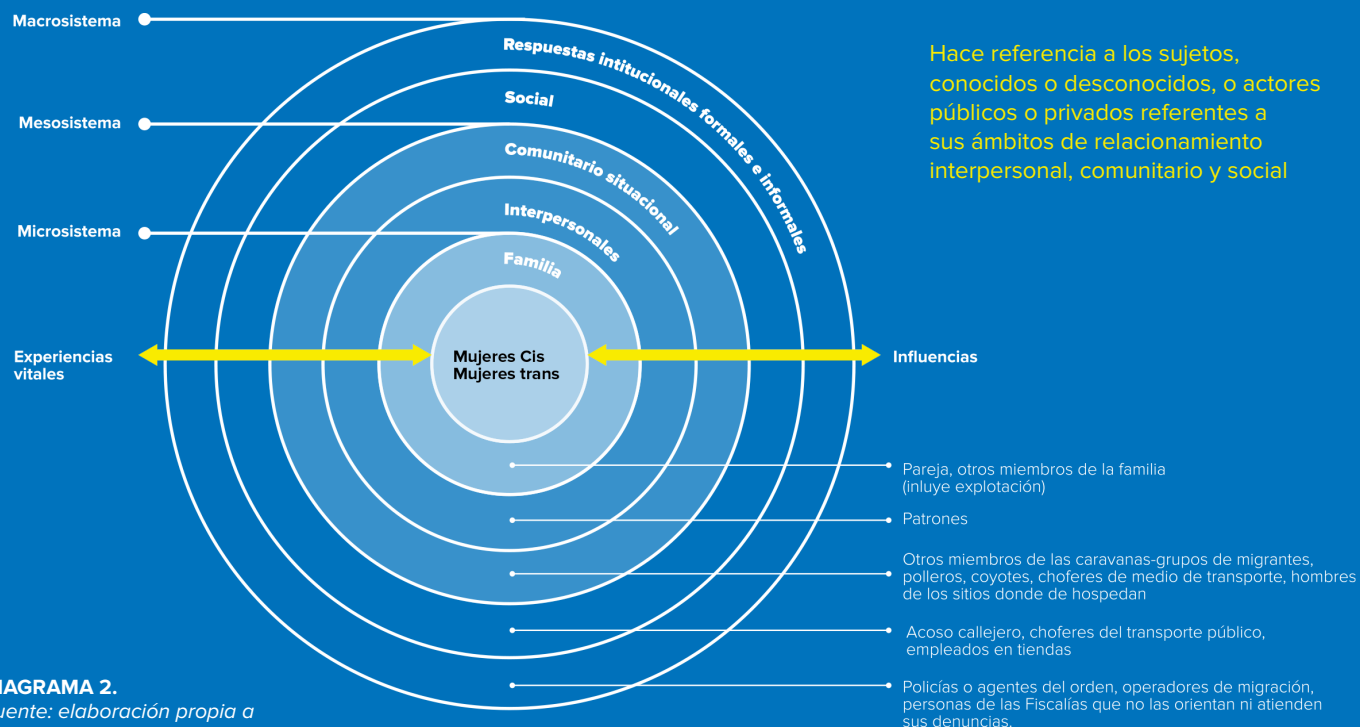 Macrosistema
Mesosistema
Microsistema
Experiencias
vitales
Respuestas intitucionales formales e informales
Social
Comunitario situacional
Interpersonales
Familia
Mujeres Cis
Mujeres trans
Influencias
Hace referencia a los sujetos,
conocidos o desconocidos, o actores
públicos o privados referentes a
sus ámbitos de relacionamiento
interpersonal, comunitario y social
Pareja, otros miembros de la familia
(inluye explotación)
Patrones
Otros miembros de las caravanas-grupos de migrantes,
polleros, coyotes, choferes de medio de transporte, hombres
de los sitios donde de hospedan
Acoso callejero, choferes del transporte público,
empleados en tiendas
Policías o agentes del orden, operadores de migración,
personas de las Fiscalías que no las orientan ni atienden
sus denuncias.
IAGRAMA 2.
uente: elaboración propia a